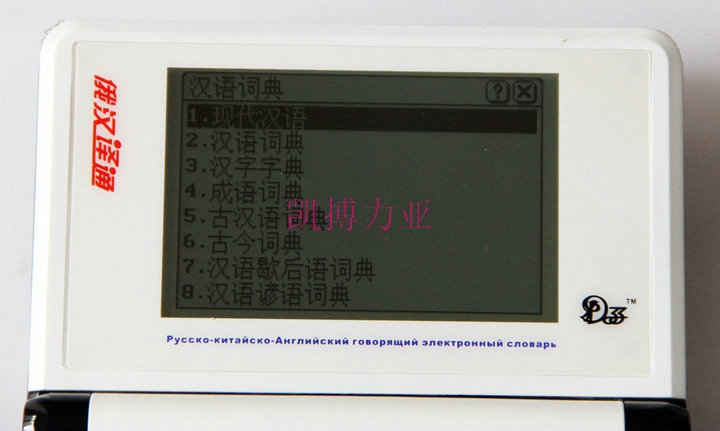 俄汉译通
汉语词典
1.现代汉语
2.汉语词典
3.汉字字典
4.成语词典
5.古汉语词典
6.古今词典
7.汉语歇后语词典
8.汉语谚语词典
凯博力亚
TM
Русско-китайско-Английский говорящий электронный словарь